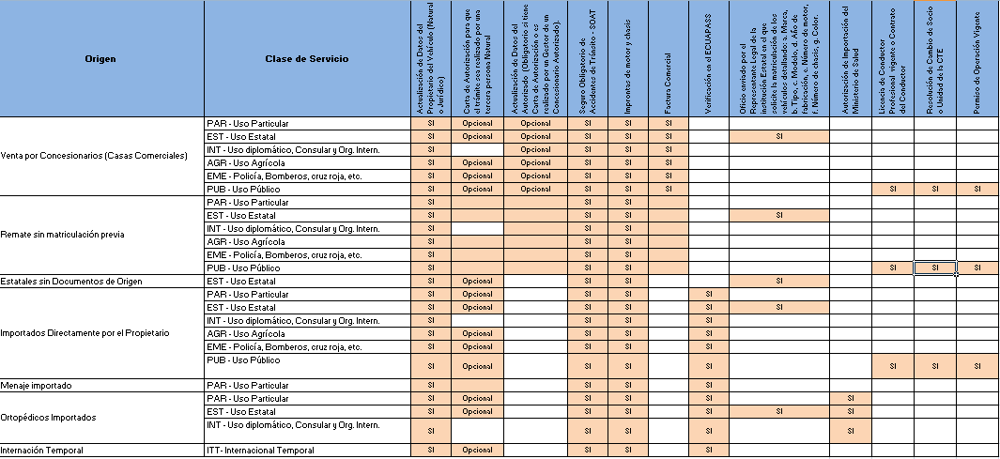 Origen
Clase de Servicio
Actualización de Datos del
Propietario del Vehículo (Natural
o Jurídico)
Carta de Autorización para que
el trámite sea realizado por una
tercera persona Natural
Actualización de Datos del
Autorizado (Obligatorio si tiene
Carta de Autorización o es
realizado por un Gestor de un
Concesionario Autorizado).
Seguro Obligatorio de
Accidentes de Tránsito - SOAT
Improntas de motor y chasis
Factura Comercial
Verificación en el ECUAPASS
Oficio enviado por el
Representante Legal de la
institución Estatal en el que
solicite la matriculación de los
vehículos detallando: a. Marca,
b. Tipo, c. Modelo, d. Año de
fabricación, e. Número de motor,
f. Número de chasis, g. Color.
Autorización de Importación del
Ministerio de Salud
Licencia de Conductor
Profesional vigente o Contrato
del Conductor
Resolución de Cambio de Socio
o Unidad de la CTE
Permiso de Operación Vigente
Venta por Concesionarios (Casas Comerciales)
PAR - Uso Particular SI Opcional Opcional SI SI SI
EST - Uso Estatal SI Opcional Opcional SI SI SI SI
INT - Uso diplomático, Consular y Org. Intern. SI Opcional SI SI SI
AGR - Uso Agrícola SI Opcional Opcional SI SI SI
EME - Policía, Bomberos, cruz roja, etc. SI Opcional Opcional SI SI SI
PUB - Uso Público SI Opcional Opcional SI SI SI SI SI SI
Remate sin matriculación previa
PAR - Uso Particular SI SI SI
EST - Uso Estatal SI SI SI SI
INT - Uso diplomático, Consular y Org. Intern. SI SI SI
AGR - Uso Agrícola SI SI SI
EME - Policía, Bomberos, cruz roja, etc. SI SI SI
PUB - Uso Público SI SI SI SI SI SI
Estatales sin Documentos de Origen EST - Uso Estatal SI Opcional SI SI SI
Importados Directamente por el Propietario
PAR - Uso Particular SI Opcional SI SI SI
EST - Uso Estatal SI Opcional SI SI SI SI
INT - Uso diplomático, Consular y Org. Intern. SI SI SI SI
AGR - Uso Agrícola SI Opcional SI SI SI
EME - Policía, Bomberos, cruz roja, etc. SI Opcional SI SI SI
PUB - Uso Público SI Opcional SI SI SI SI SI SI
Menaje importado PAR - Uso Particular SI SI SI SI
Ortopédicos Importados
PAR - Uso Particular SI Opcional SI SI SI SI
EST - Uso Estatal SI Opcional SI SI SI SI SI
INT - Uso diplomático, Consular y Org. Intern. SI SI SI SI SI
Internación Temporal ITT- Internacional Temporal SI Opcional SI SI SI